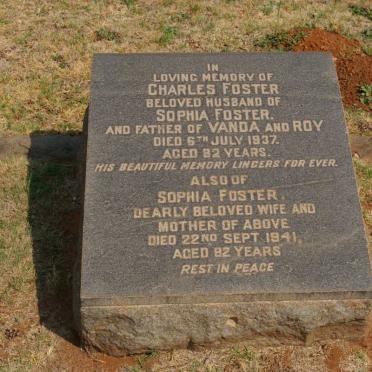 IN
LOVING MEMORY OF
CHARLES FOSTER
BELOVED HUSBAND OF
SOPHIA FOSTER.
AND FATHER OF VANDA AND ROY
DIED 6TH JULY 1937.
AGED 82 YEARS.
HIS BEAUTIFUL MEMORY LINGERS FOR EVER.
ALSO OF
SOPHIA FOSTER.
DEARLY BELOVED WIFE AND
MOTHER OF ABOVE
DIED 22ND SEPT 1941.
AGED 82 YEARS
REST IN PEACE